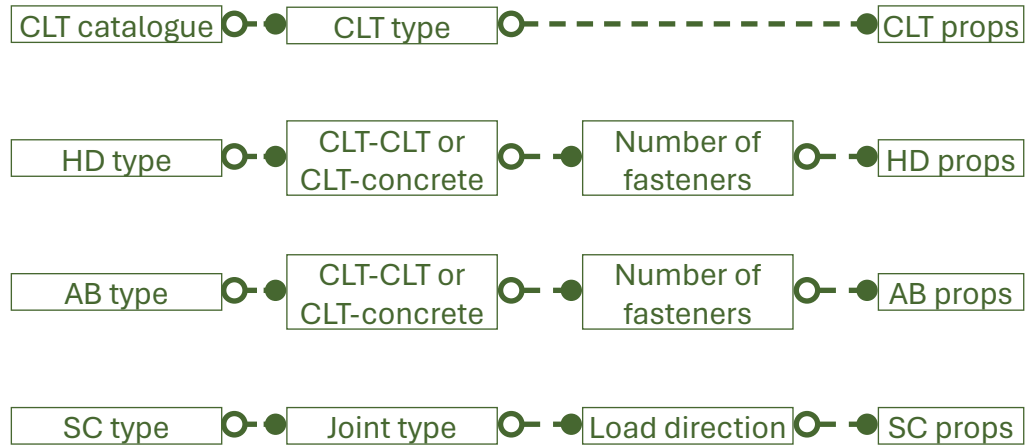 CLT catalogue
CLT type
CLT props
HD type
CLT-CLT or
CLT-concrete
Number of
fasteners
HD props
AB type
CLT-CLT or
CLT-concrete
Number of
fasteners
AB props
SC type
Joint type
Load direction
SC props